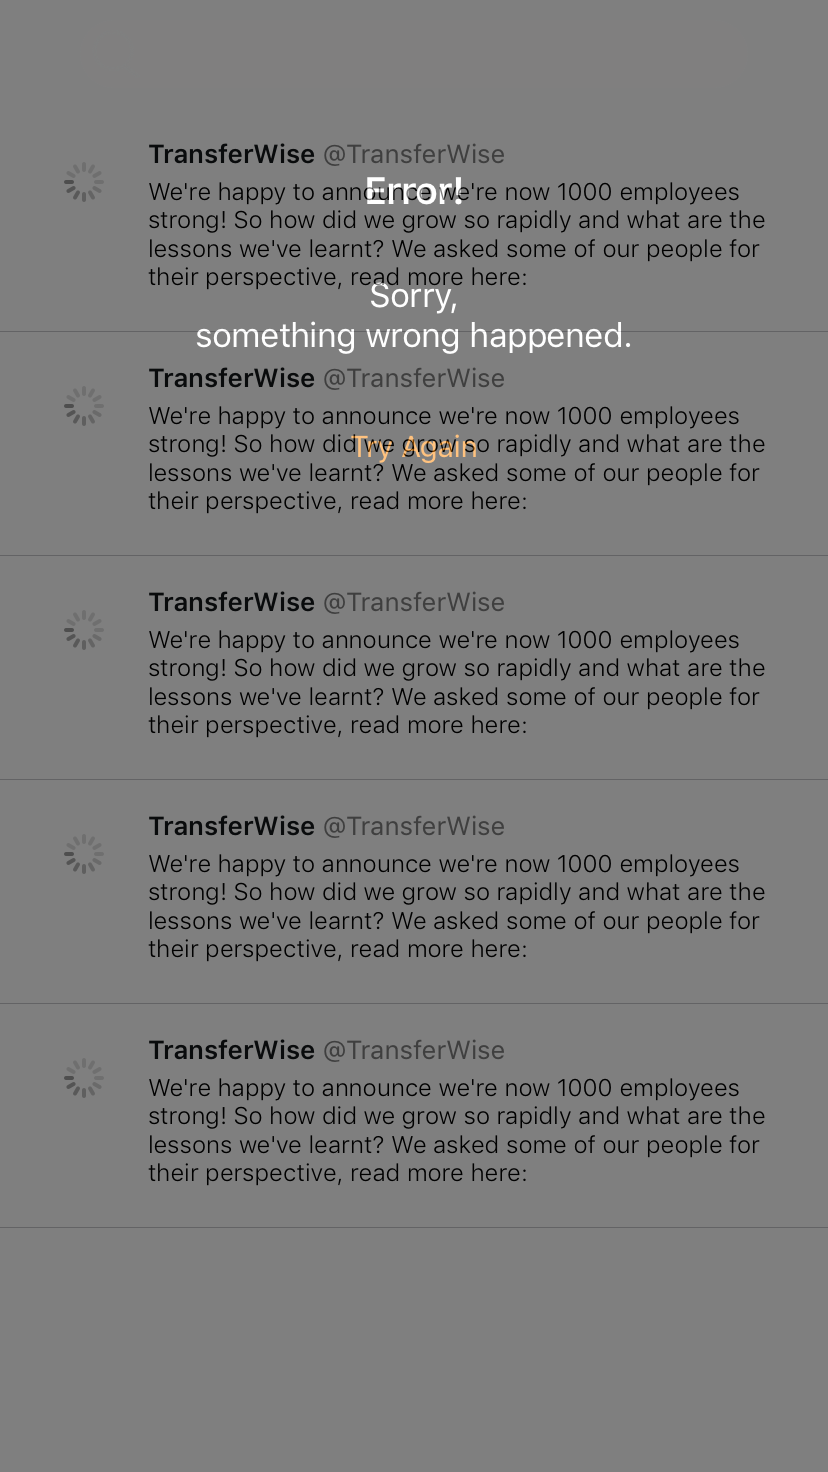 TransferWise @TransferWise
Error!
We're happy to announce we're now 1000 employees
strong! So how did we grow so rapidly and what are the
lessons we've learnt? We asked some of our people for
their perspective, read more here:
Sorry,
something wrong happened.
TransferWise @TransferWise
We're happy to announce we're now 1000 employees
strong! So how did we grow so rapidly and what are the
Try Again
lessons we've learnt? We asked some of our people for
their perspective, read more here:
TransferWise @TransferWise
We're happy to announce we're now 1000 employees
strong! So how did we grow so rapidly and what are the
lessons we've learnt? We asked some of our people for
their perspective, read more here:
TransferWise @TransferWise
We're happy to announce we're now 1000 employees
strong! So how did we grow so rapidly and what are the
lessons we've learnt? We asked some of our people for
their perspective, read more here:
TransferWise @TransferWise
We're happy to announce we're now 1000 employees
strong! So how did we grow so rapidly and what are the
lessons we've learnt? We asked some of our people for
their perspective, read more here: